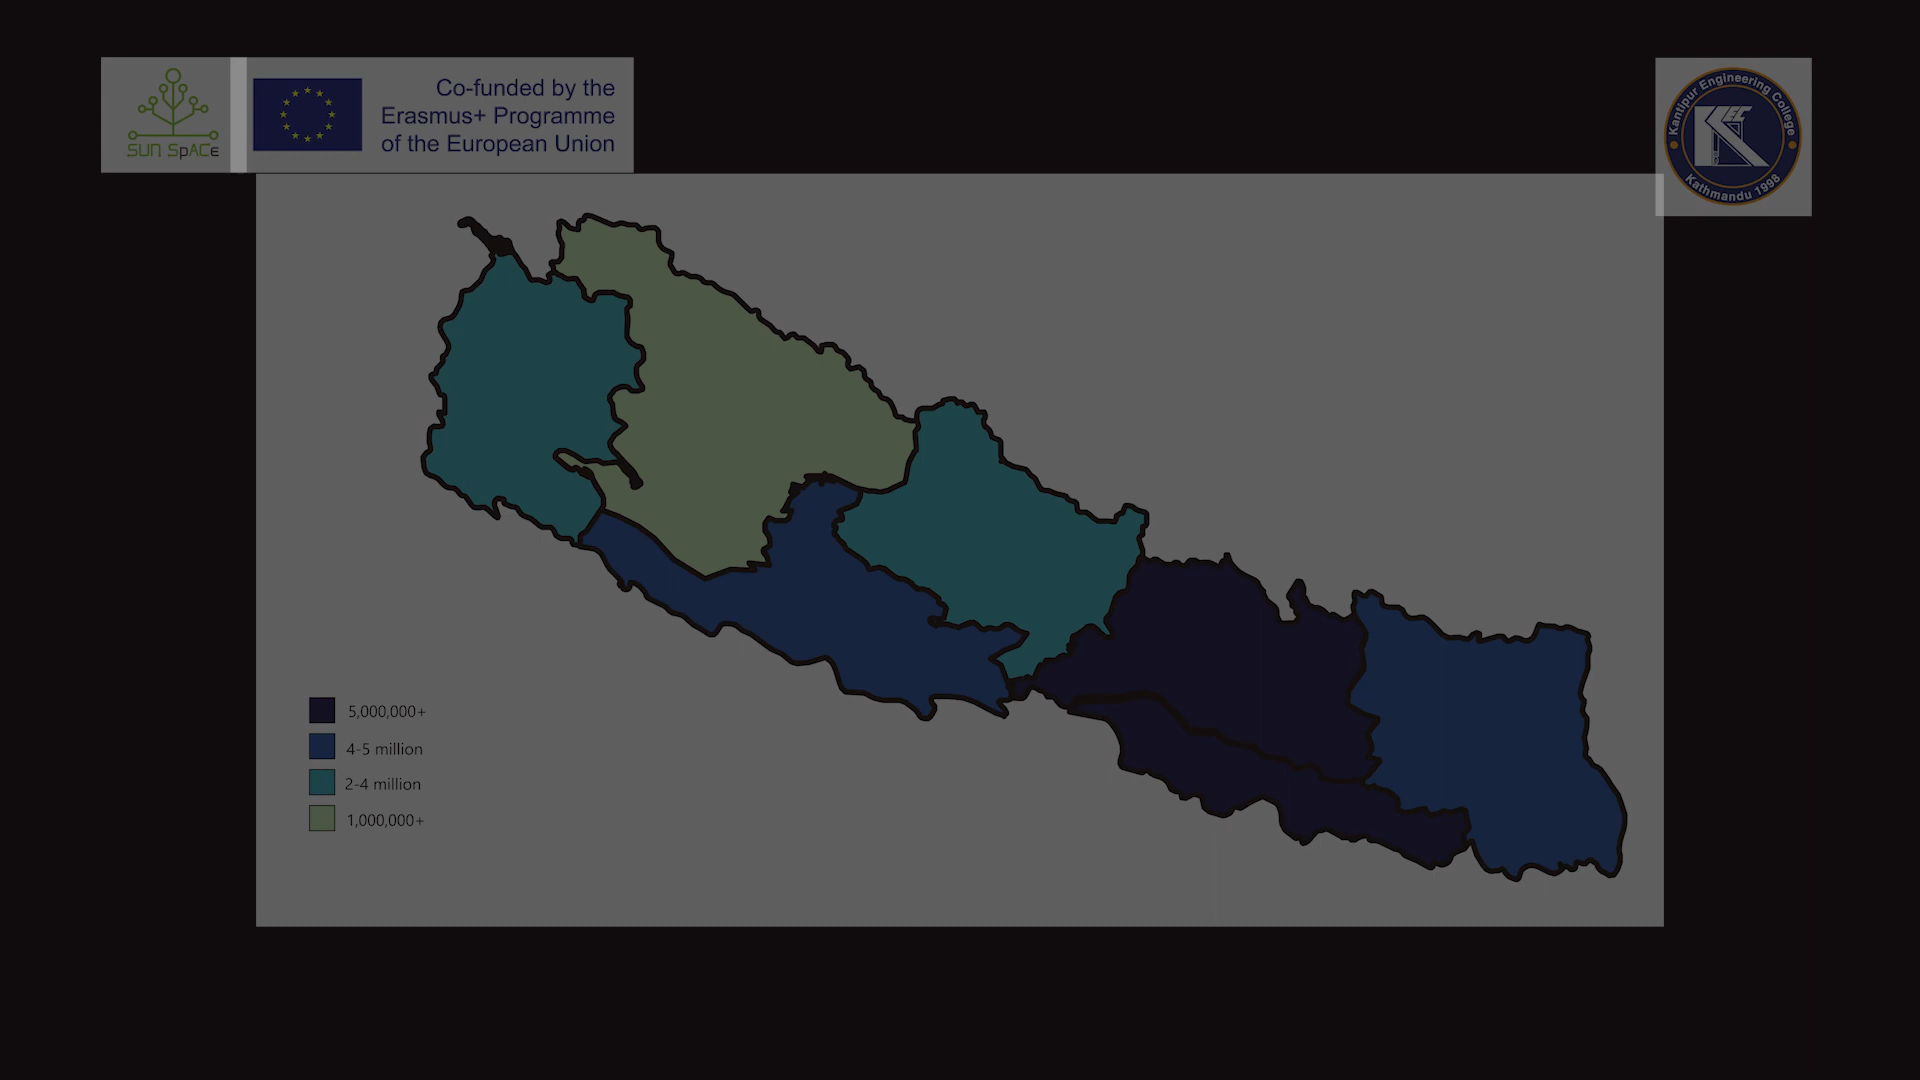 SUN SpACe
Co-funded by the
Erasmus+ Programme
of the European Union
Kantipur Engineering College
KEC
Kathmandu 1998
5,000,000+
4-5 million
2-4 million
1,000,000+